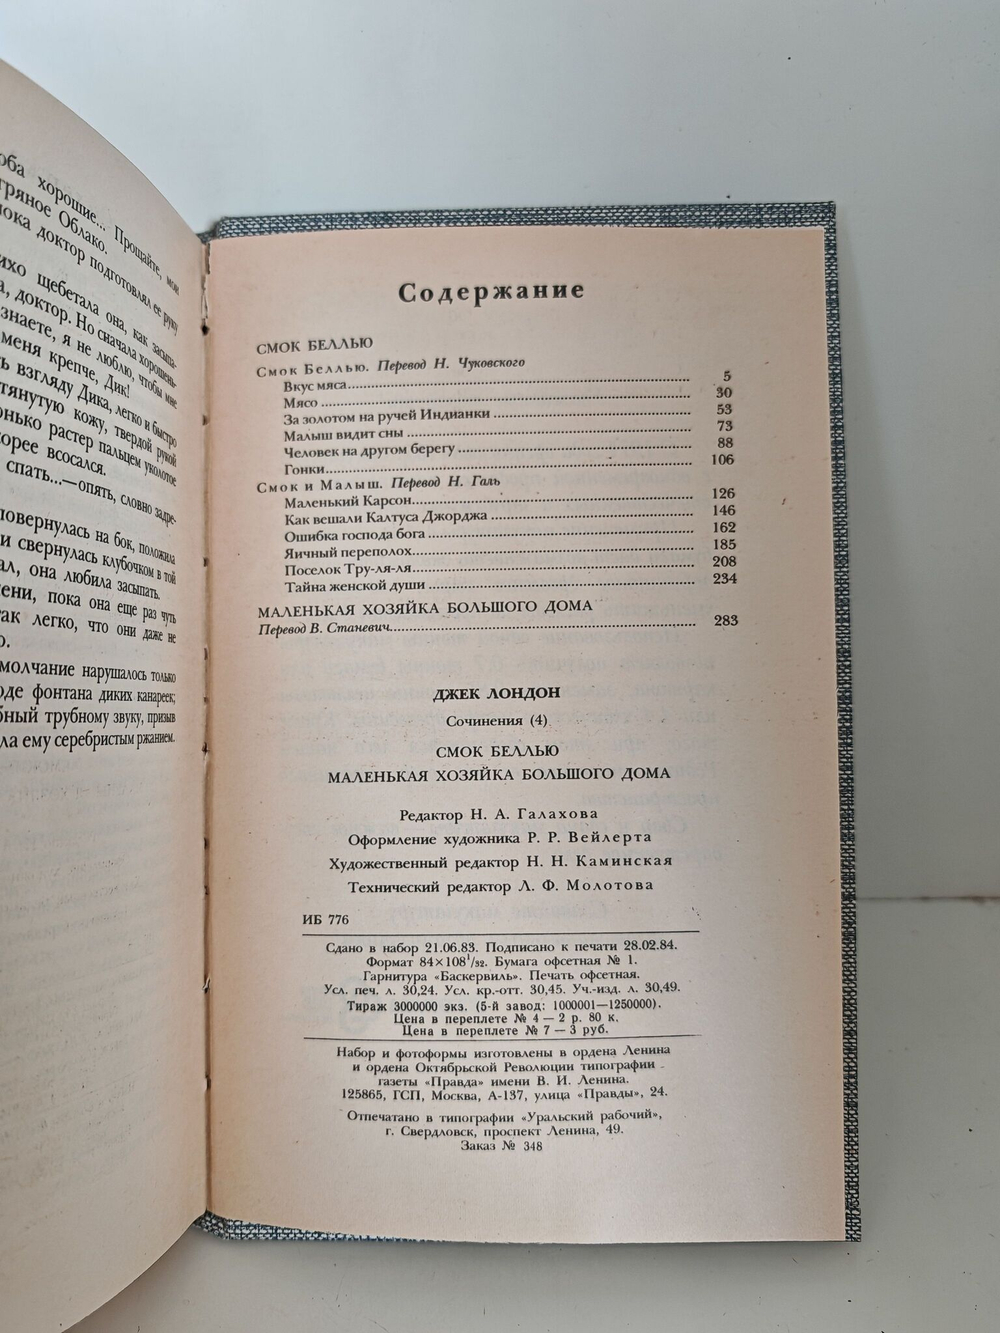 хорошие... Прощайте, мои
Облако.
пока доктор подготовлял ее руку
щебетала она, как засыпа-
доктор. Но сначала хорошень-
знаете, я не люблю, чтобы мне
меня крепче, Дик!
взгляду Дика, легко и быстро
кожу, твердой рукой
растер пальцем уколотое
скорее всосался.
спать...—опять, словно задре-
повернулась на бок, положила
и свернулась клубочком в той
она любила засыпать.
пока она еще раз чуть
так легко, что они даже не
молчание нарушалось только
фонтана диких канареек;
трубному звуку, призыв
ему серебристым ржанием.
Содержание
СМОК БЕЛЛЬЮ
Смок Беллью. Перевод Н. Чуковского
Вкус мяса 5
Мясо 30
За золотом на ручей Индианки 53
Малыш видит сны 73
Человек на другом берегу 88
Гонки 106
Смок и Малыш. Перевод Н. Галь
Маленький Карсон 126
Как вешали Калтуса Джорджа 146
Ошибка господа бога 162
Яичный переполох 185
Поселок Тру-ля-ля 208
Тайна женской души 234
МАЛЕНЬКАЯ ХОЗЯЙКА БОЛЬШОГО ДОМА
Перевод В. Станевич 283
ДЖЕК ЛОНДОН
Сочинения (4)
СМОК БЕЛЛЬЮ
МАЛЕНЬКАЯ ХОЗЯЙКА БОЛЬШОГО ДОМА
Редактор Н. А. Галахова
Оформление художника Р. Р. Вейлерта
Художественный редактор Н. Н. Каминская
Технический редактор Л. Ф. Молотова
ИБ 776
Сдано в набор 21.06.83. Подписано к печати 28.02.84.
Формат 84×108¹/₃₂. Бумага офсетная № 1.
Гарнитура «Баскервиль». Печать офсетная.
Усл. печ. л. 30,24. Усл. кр.-отт. 30,45. Уч.-изд. л. 30,49.
Тираж 3000000 экз. (5-й завод: 1000001—1250000).
Цена в переплете № 4 — 2 р. 80 к.
Цена в переплете № 7 — 3 руб.
Набор и фотоформы изготовлены в ордена Ленина
и ордена Октябрьской Революции типографии
газеты «Правда» имени В. И. Ленина.
125865, ГСП, Москва, А-137, улица «Правды», 24.
Отпечатано в типографии «Уральский рабочий»,
г. Свердловск, проспект Ленина, 49.
Заказ № 348